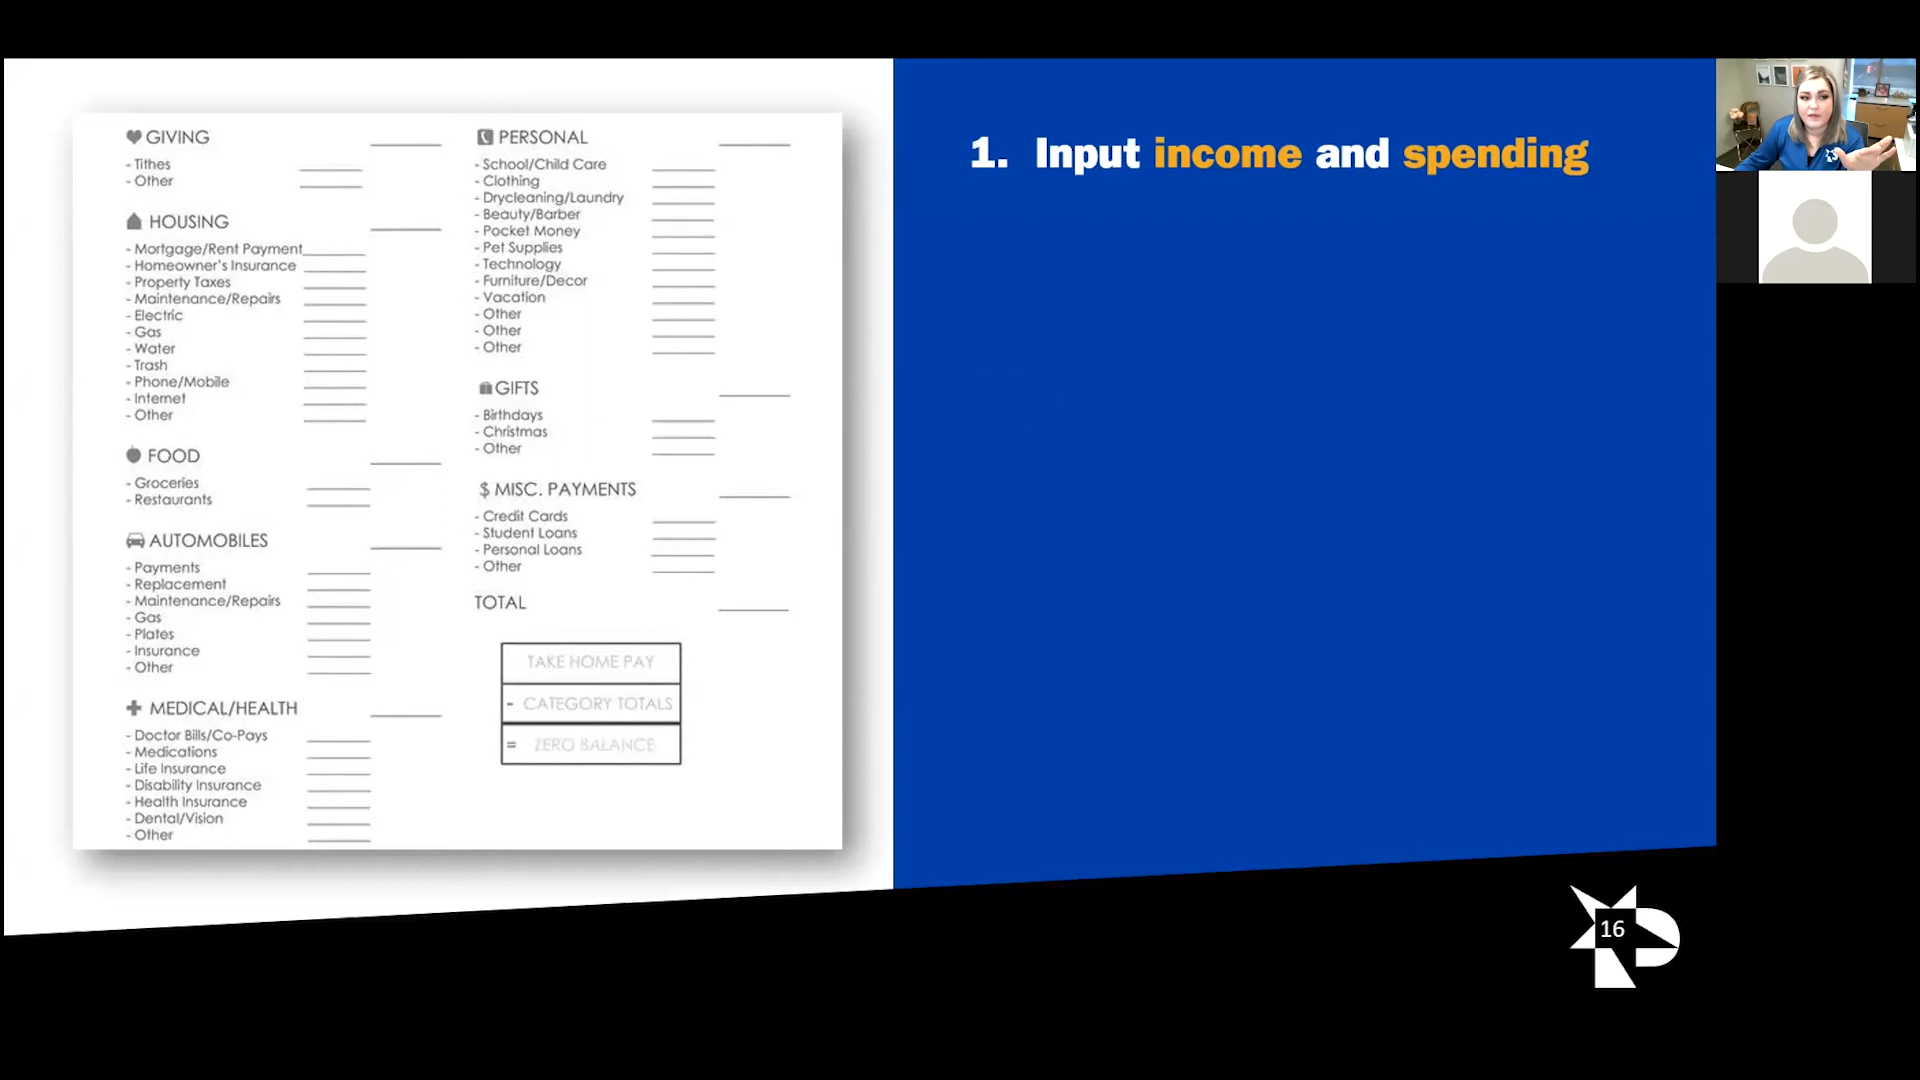 GIVING
- Tithes
- Other
HOUSING
- Mortgage/Rent Payment
- Homeowner's Insurance
- Property Taxes
- Maintenance/Repairs
- Electric
- Gas
- Water
- Trash
- Phone/Mobile
- Internet
- Other
FOOD
- Groceries
- Restaurants
AUTOMOBILES
- Payments
- Replacement
- Maintenance/Repairs
- Gas
- Plates
- Insurance
- Other
MEDICAL/HEALTH
- Doctor Bills/Co-Pays
- Medications
- Life Insurance
- Disability Insurance
- Health Insurance
- Dental/Vision
- Other
PERSONAL
- School/Child Care
- Clothing
- Drycleaning/Laundry
- Beauty/Barber
- Pocket Money
- Pet Supplies
- Technology
- Furniture/Decor
- Vacation
- Other
- Other
- Other
GIFTS
- Birthdays
- Christmas
- Other
$ MISC. PAYMENTS
- Credit Cards
- Student Loans
- Personal Loans
- Other
TOTAL
TAKE HOME PAY
- CATEGORY TOTALS
= ZERO BALANCE
1. Input income and spending
16